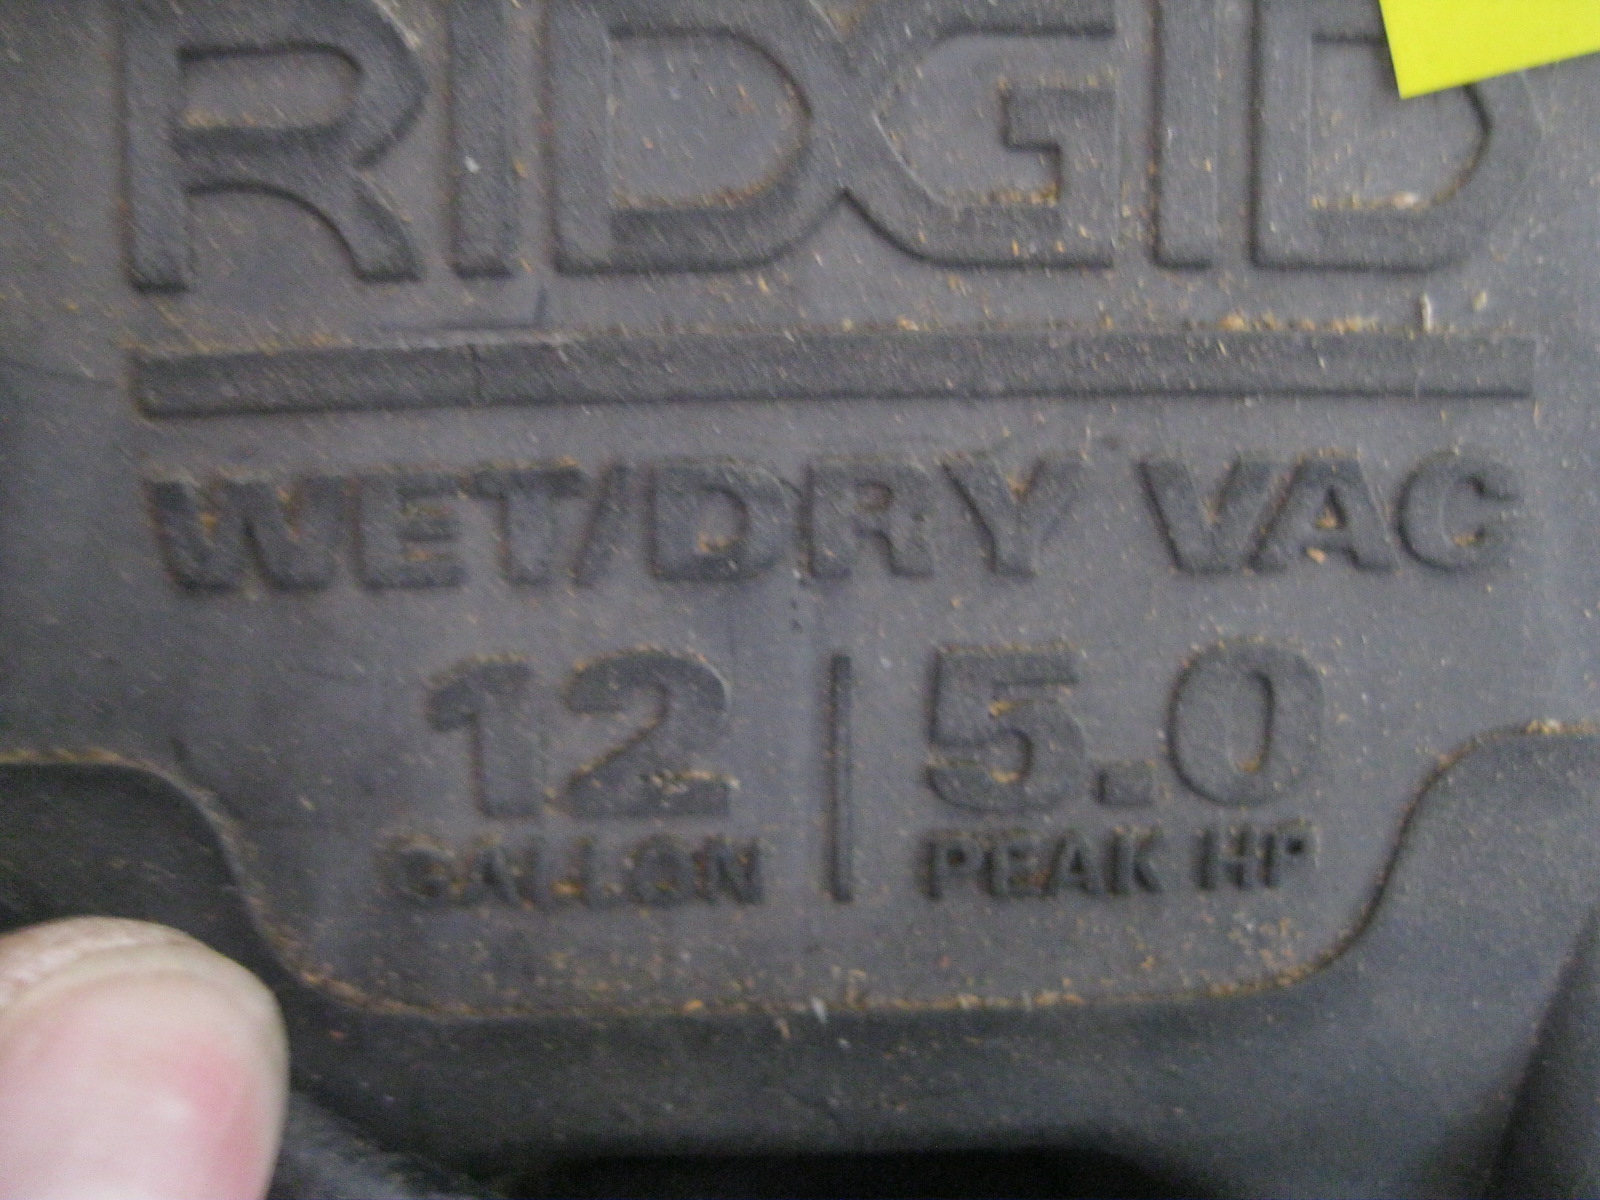 RIDGID
WET/DRY VAC
12 | 5.0
GALLON PEAK HP